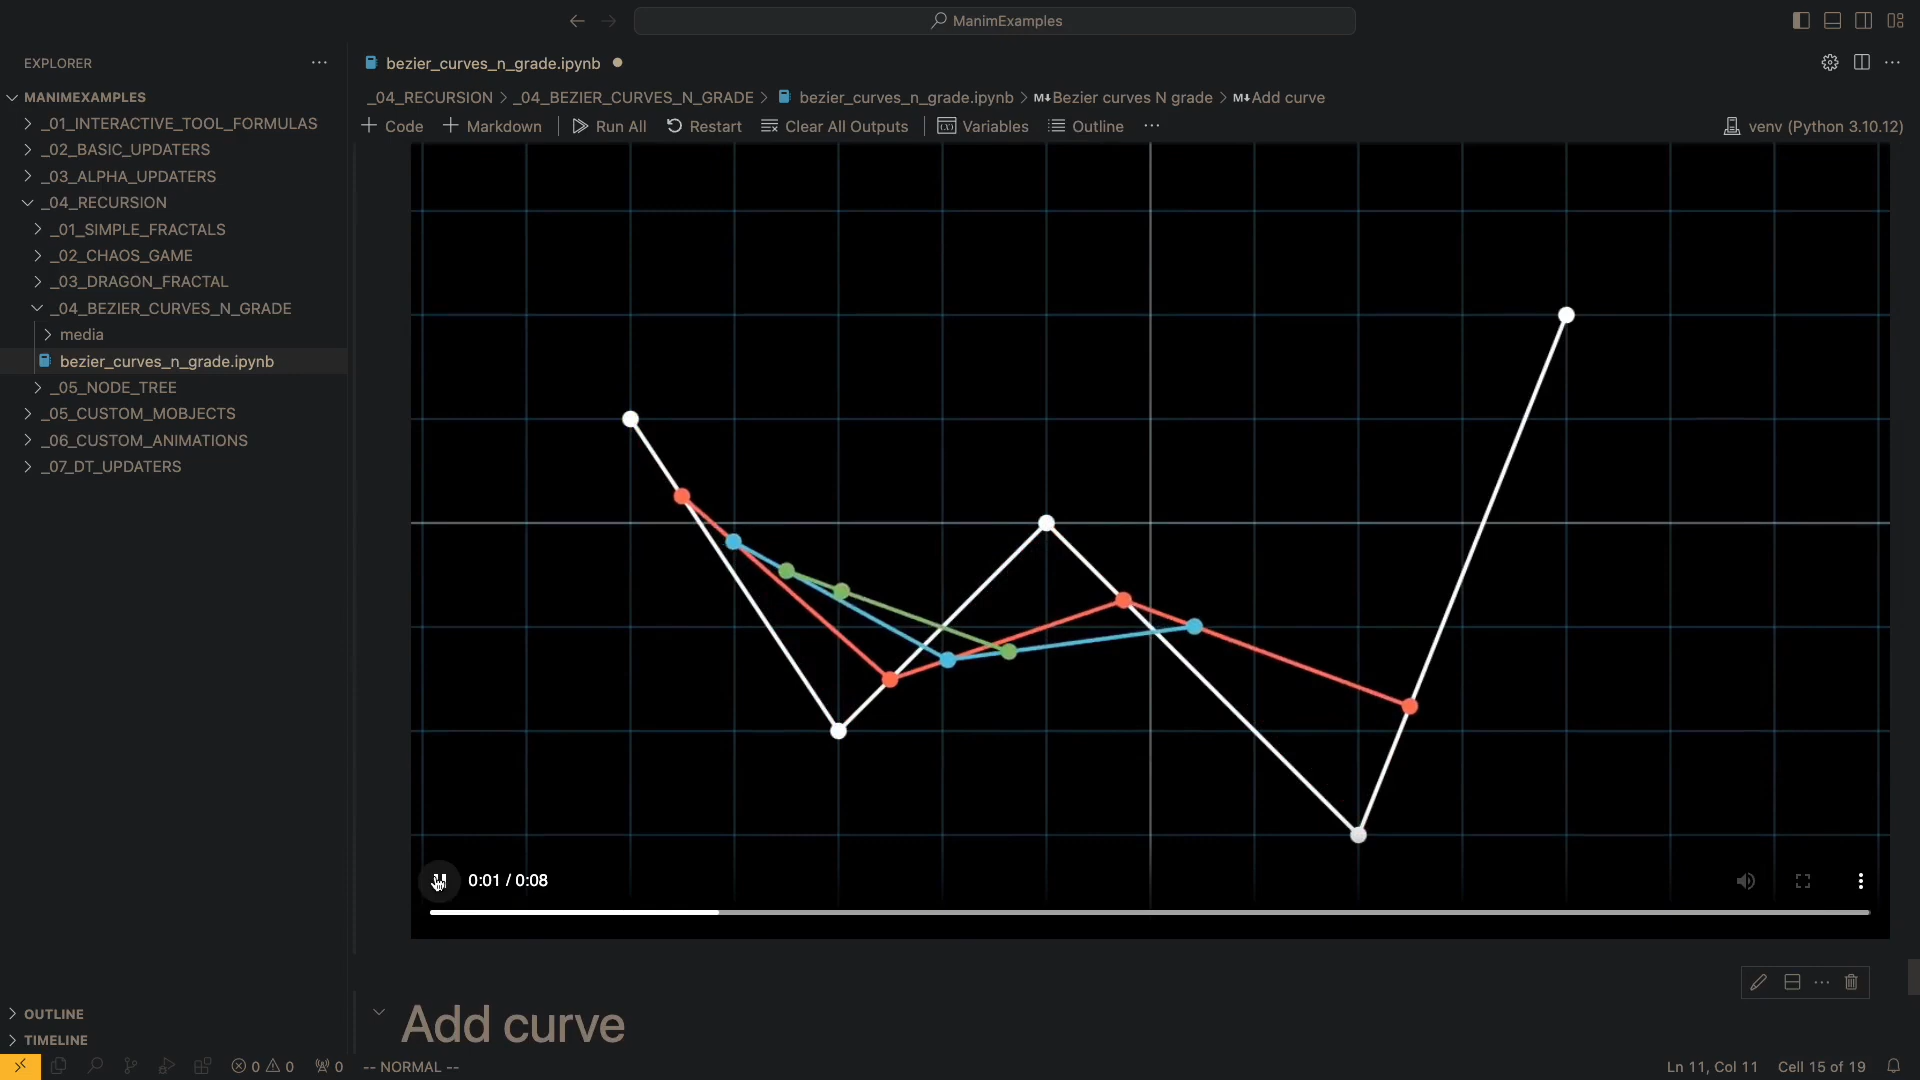 ManimExamples
EXPLORER
bezier_curves_n_grade.ipynb
MANIMEXAMPLES
_01_INTERACTIVE_TOOL_FORMULAS
_02_BASIC_UPDATERS
_03_ALPHA_UPDATERS
_04_RECURSION
_01_SIMPLE_FRACTALS
_02_CHAOS_GAME
_03_DRAGON_FRACTAL
_04_BEZIER_CURVES_N_GRADE
media
bezier_curves_n_grade.ipynb
_05_NODE_TREE
_05_CUSTOM_MOBJECTS
_06_CUSTOM_ANIMATIONS
_07_DT_UPDATERS
_04_RECURSION > _04_BEZIER_CURVES_N_GRADE > bezier_curves_n_grade.ipynb > M↓Bezier curves N grade > M↓Add curve
+ Code + Markdown Run All Restart Clear All Outputs Variables Outline ... venv (Python 3.10.12)
0:01 / 0:08
Add curve
OUTLINE
TIMELINE
0 0 0 -- NORMAL -- Ln 11, Col 11 Cell 15 of 19